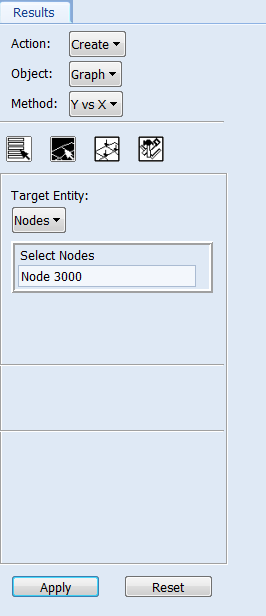 Results
Action: Create
Object: Graph
Method: Y vs X
Target Entity:
Nodes
Select Nodes
Node 3000
Apply Reset